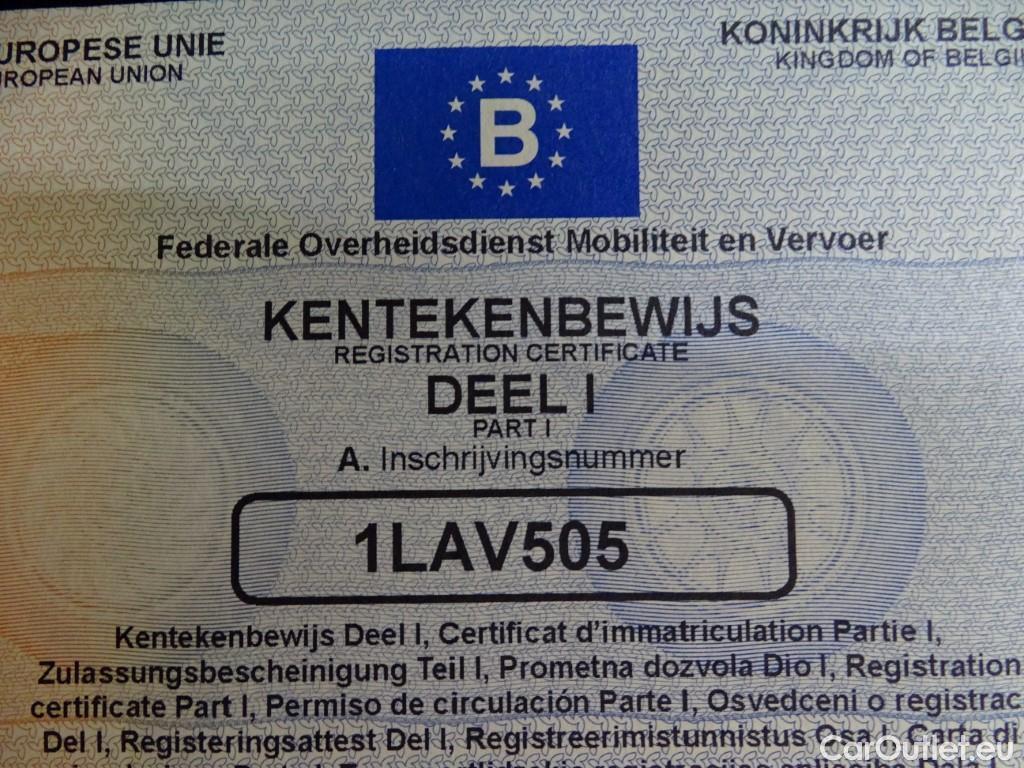 UROPESE UNIE
UROPEAN UNION
KONINKRIJK BELG
KINGDOM OF BELGI
B
Federale Overheidsdienst Mobiliteit en Vervoer
KENTEKENBEWIJS
REGISTRATION CERTIFICATE
DEEL I
PART I
A. Inschrijvingsnummer
1LAV505
Kentekenbewijs Deel I, Certificat d'immatriculation Partie I,
Zulassungsbescheinigung Teil I, Prometna dozvola Dio I, Registration
certificate Part I, Permiso de circulación Parte I, Osvedceni o registrac
Del I, Registeringsattest Del I, Registreerimistunnistus Osa I, Carta di
CarOutlet.eu